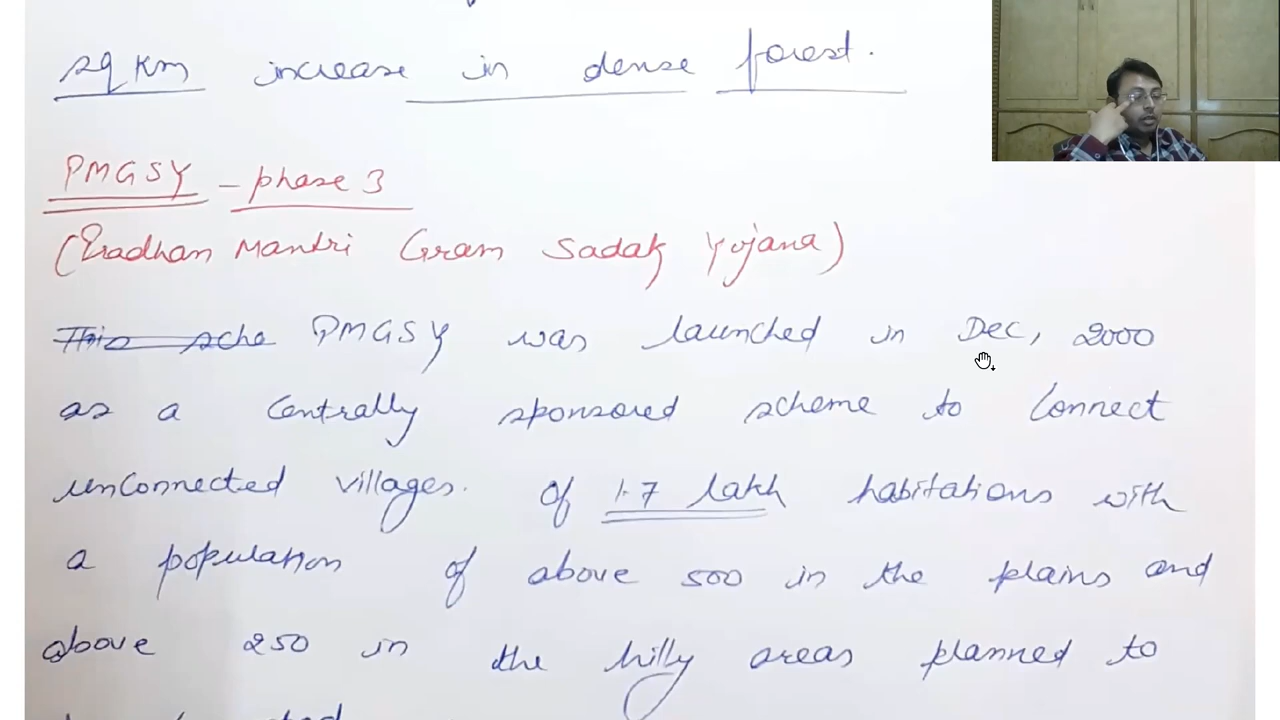 sq km increase in dense forest.
PMGSY - phase 3
(Pradhan Mantri Gram Sadak Yojana)
This sche PMGSY was launched in Dec, 2000
as a Centrally sponsored scheme to Connect
unconnected villages. Of 1.7 lakh habitations with
a population of above 500 in the plains and
above 250 in the hilly areas planned to